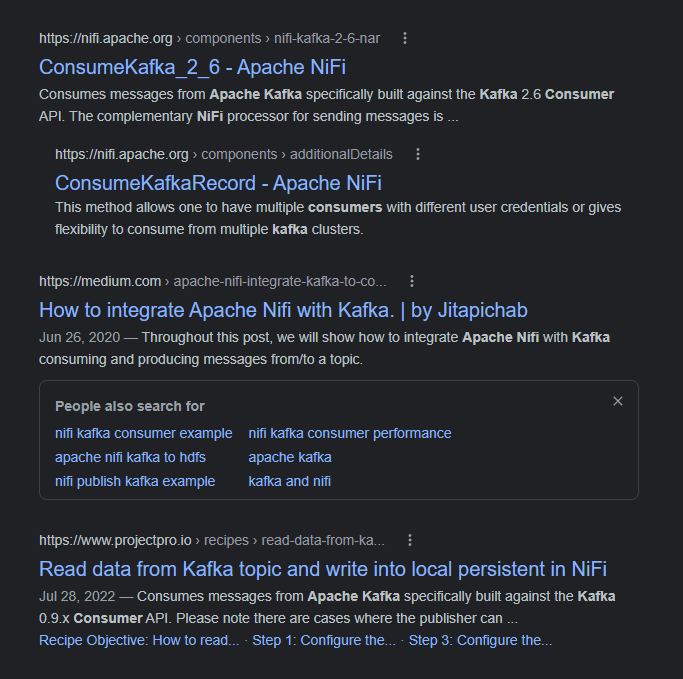 https://nifi.apache.org › components › nifi-kafka-2-6-nar
ConsumeKafka_2_6 - Apache NiFi
Consumes messages from Apache Kafka specifically built against the Kafka 2.6 Consumer
API. The complementary NiFi processor for sending messages is ...
https://nifi.apache.org › components › additionalDetails
ConsumeKafkaRecord - Apache NiFi
This method allows one to have multiple consumers with different user credentials or gives
flexibility to consume from multiple kafka clusters.
https://medium.com › apache-nifi-integrate-kafka-to-co...
How to integrate Apache Nifi with Kafka. | by Jitapichab
Jun 26, 2020 — Throughout this post, we will show how to integrate Apache Nifi with Kafka
consuming and producing messages from/to a topic.
People also search for
nifi kafka consumer example nifi kafka consumer performance
apache nifi kafka to hdfs apache kafka
nifi publish kafka example kafka and nifi
https://www.projectpro.io › recipes › read-data-from-ka...
Read data from Kafka topic and write into local persistent in NiFi
Jul 28, 2022 — Consumes messages from Apache Kafka specifically built against the Kafka
0.9.x Consumer API. Please note there are cases where the publisher can ...
Recipe Objective: How to read... · Step 1: Configure the... · Step 3: Configure the...